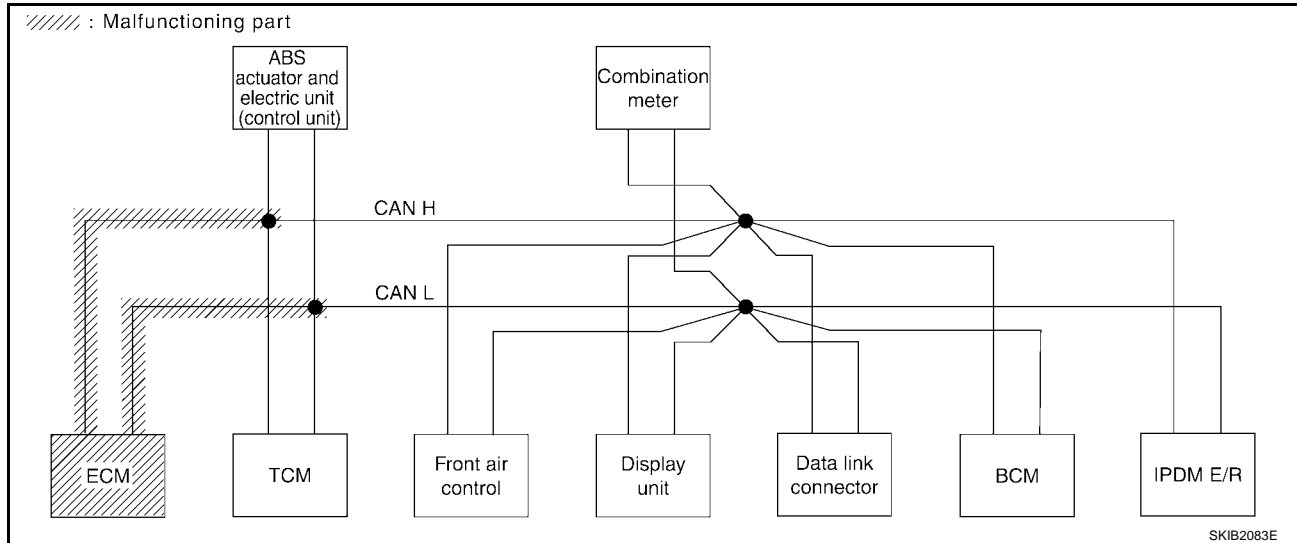 : Malfunctioning part
ABS
actuator and
electric unit
(control unit)
Combination
meter
CAN H
CAN L
ECM
TCM
Front air
control
Display
unit
Data link
connector
BCM
IPDM E/R
SKIB2083E